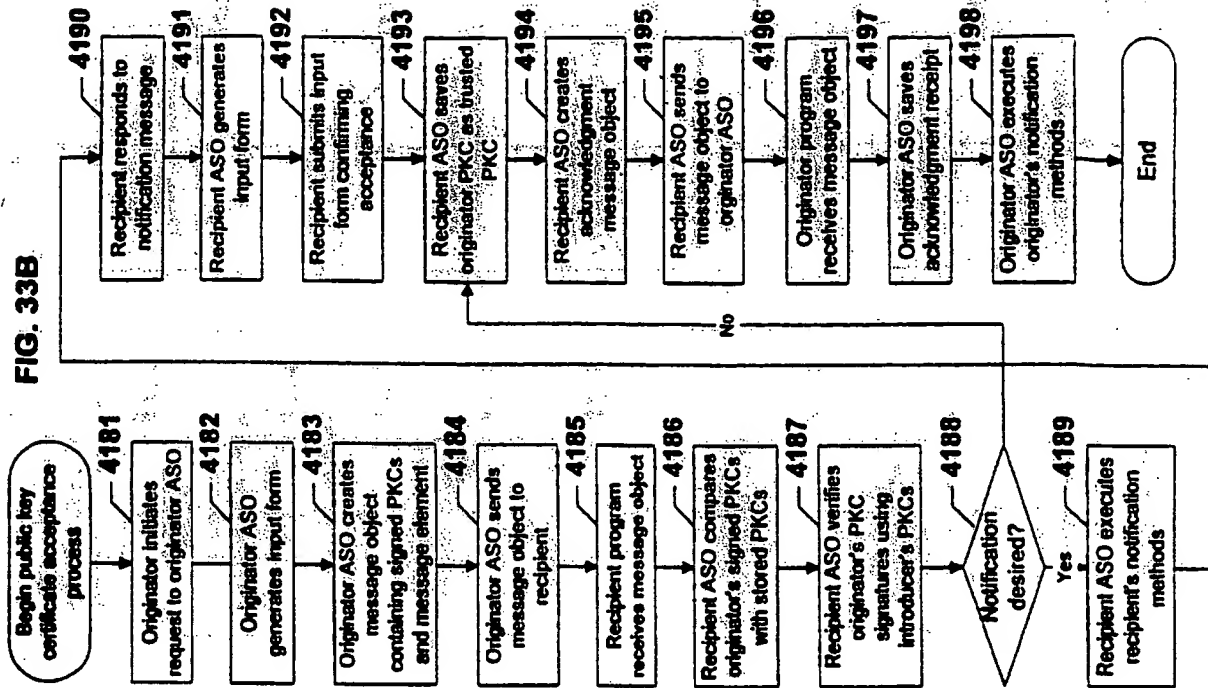 FIG. 33B
Begin public key
certificate acceptance
process
4181
Originator initiates
request to originator ASO
4182
Originator ASO
generates input form
4183
Originator ASO creates
message object
containing signed PKCs
and message element
4184
Originator ASO sends
message object to
recipient
4185
Recipient program
receives message object
4186
Recipient ASO compares
originator's signed PKCs
with stored PKCs
4187
Recipient ASO verifies
originator's PKC
signatures using
introducer's PKCs
4188
Notification
desired?
No
Yes
4189
Recipient ASO executes
recipient's notification
methods
4190
Recipient responds to
notification message
4191
Recipient ASO generates
input form
4192
Recipient submits input
form confirming
acceptance
4193
Recipient ASO saves
originator PKC as trusted
PKC
4194
Recipient ASO creates
acknowledgment
message object
4195
Recipient ASO sends
message object to
orginator ASO
4196
Originator program
receives message object
4197
Originator ASO saves
acknowledgment receipt
4198
Originator ASO executes
originator's notification
methods
End